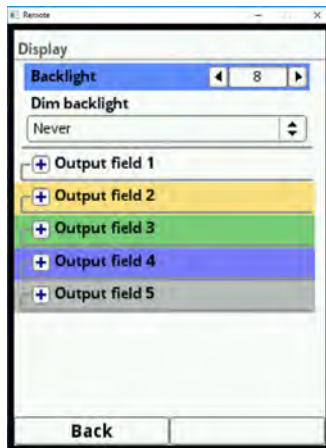 Remote
Display
Backlight 8
Dim backlight
Never
Output field 1
Output field 2
Output field 3
Output field 4
Output field 5
Back